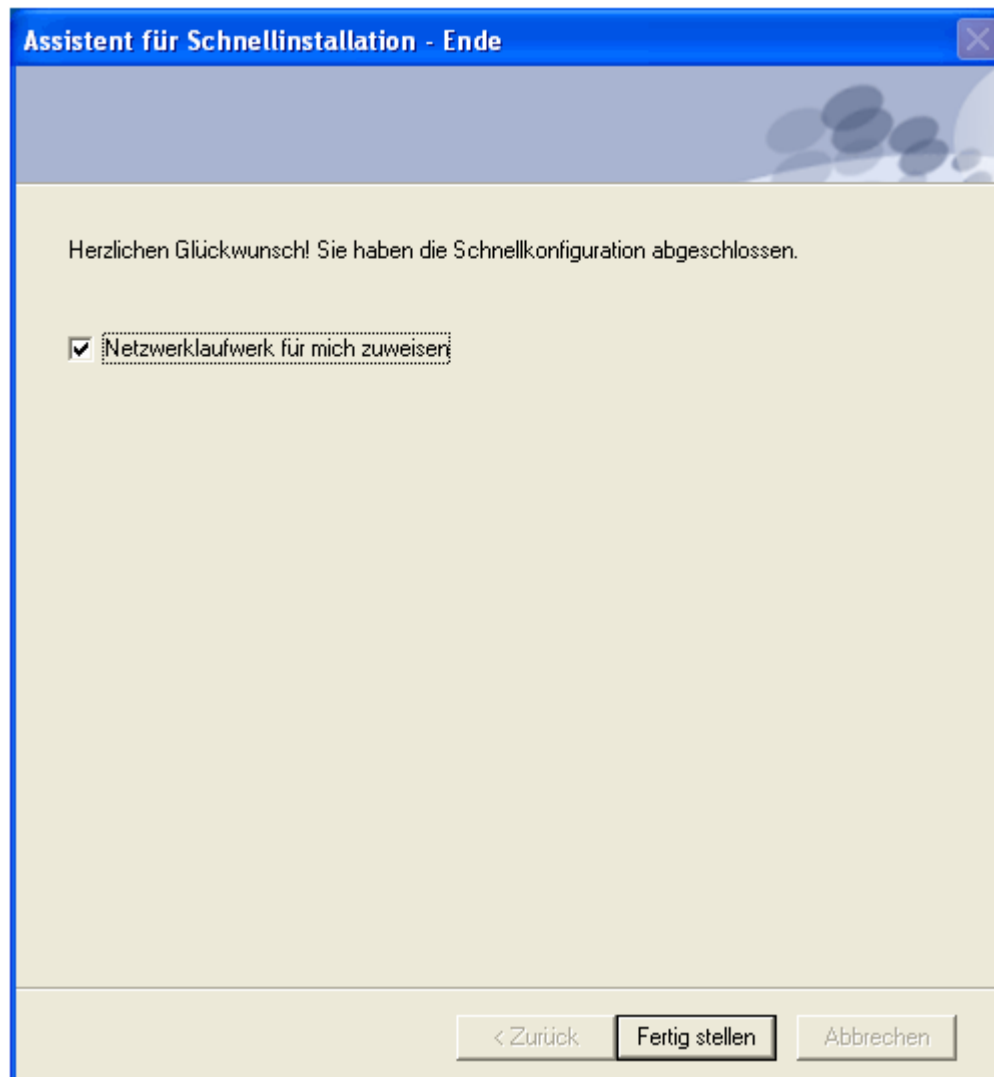 Assistent für Schnellinstallation - Ende
Herzlichen Glückwunsch! Sie haben die Schnellkonfiguration abgeschlossen.
Netzwerklaufwerk für mich zuweisen
< Zurück
Fertig stellen
Abbrechen